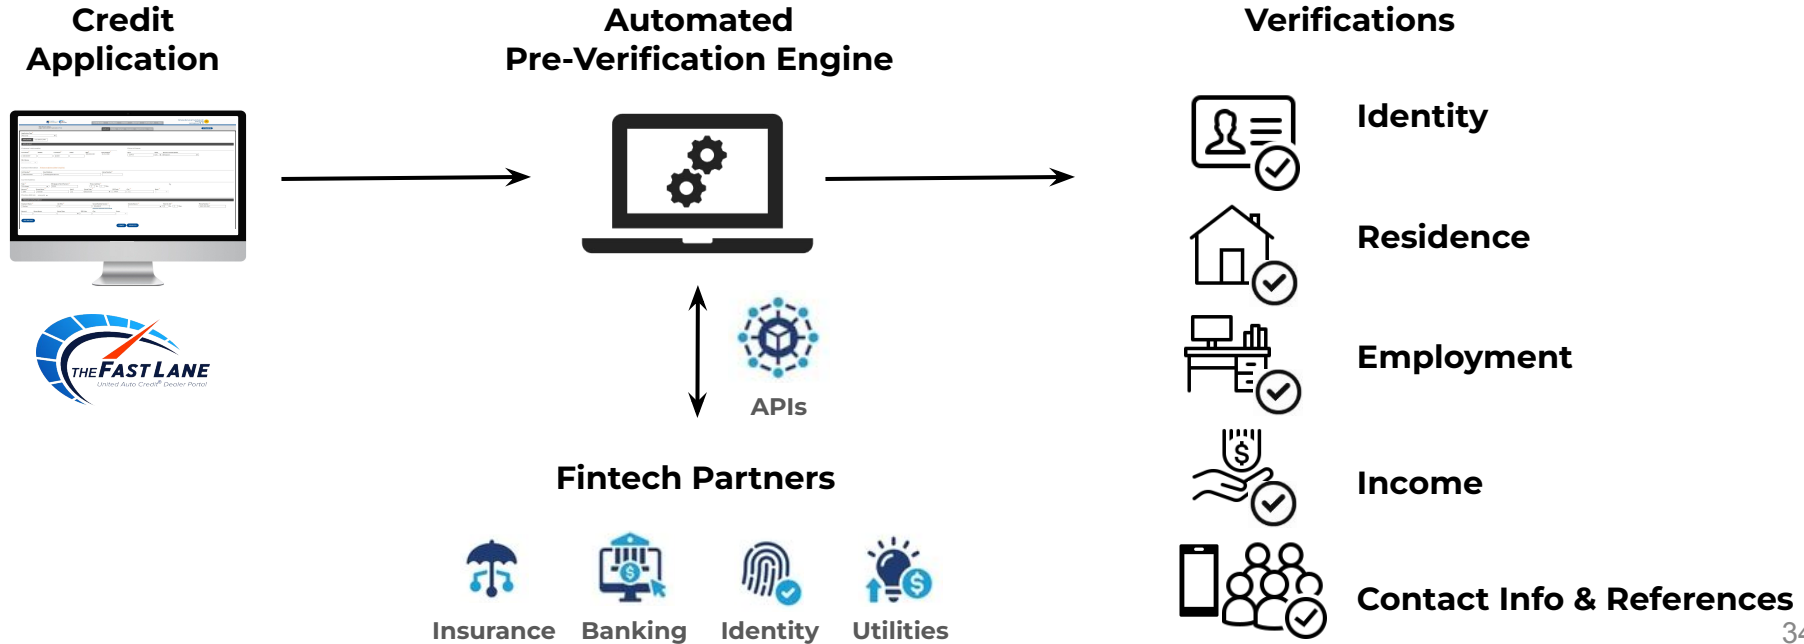 Credit
Application
Automated
Pre-Verification Engine
Verifications
THE FAST LANE
United Auto Credit® Dealer Portal
APIs
Fintech Partners
Insurance
Banking
Identity
Utilities
Identity
Residence
Employment
Income
Contact Info & References
34